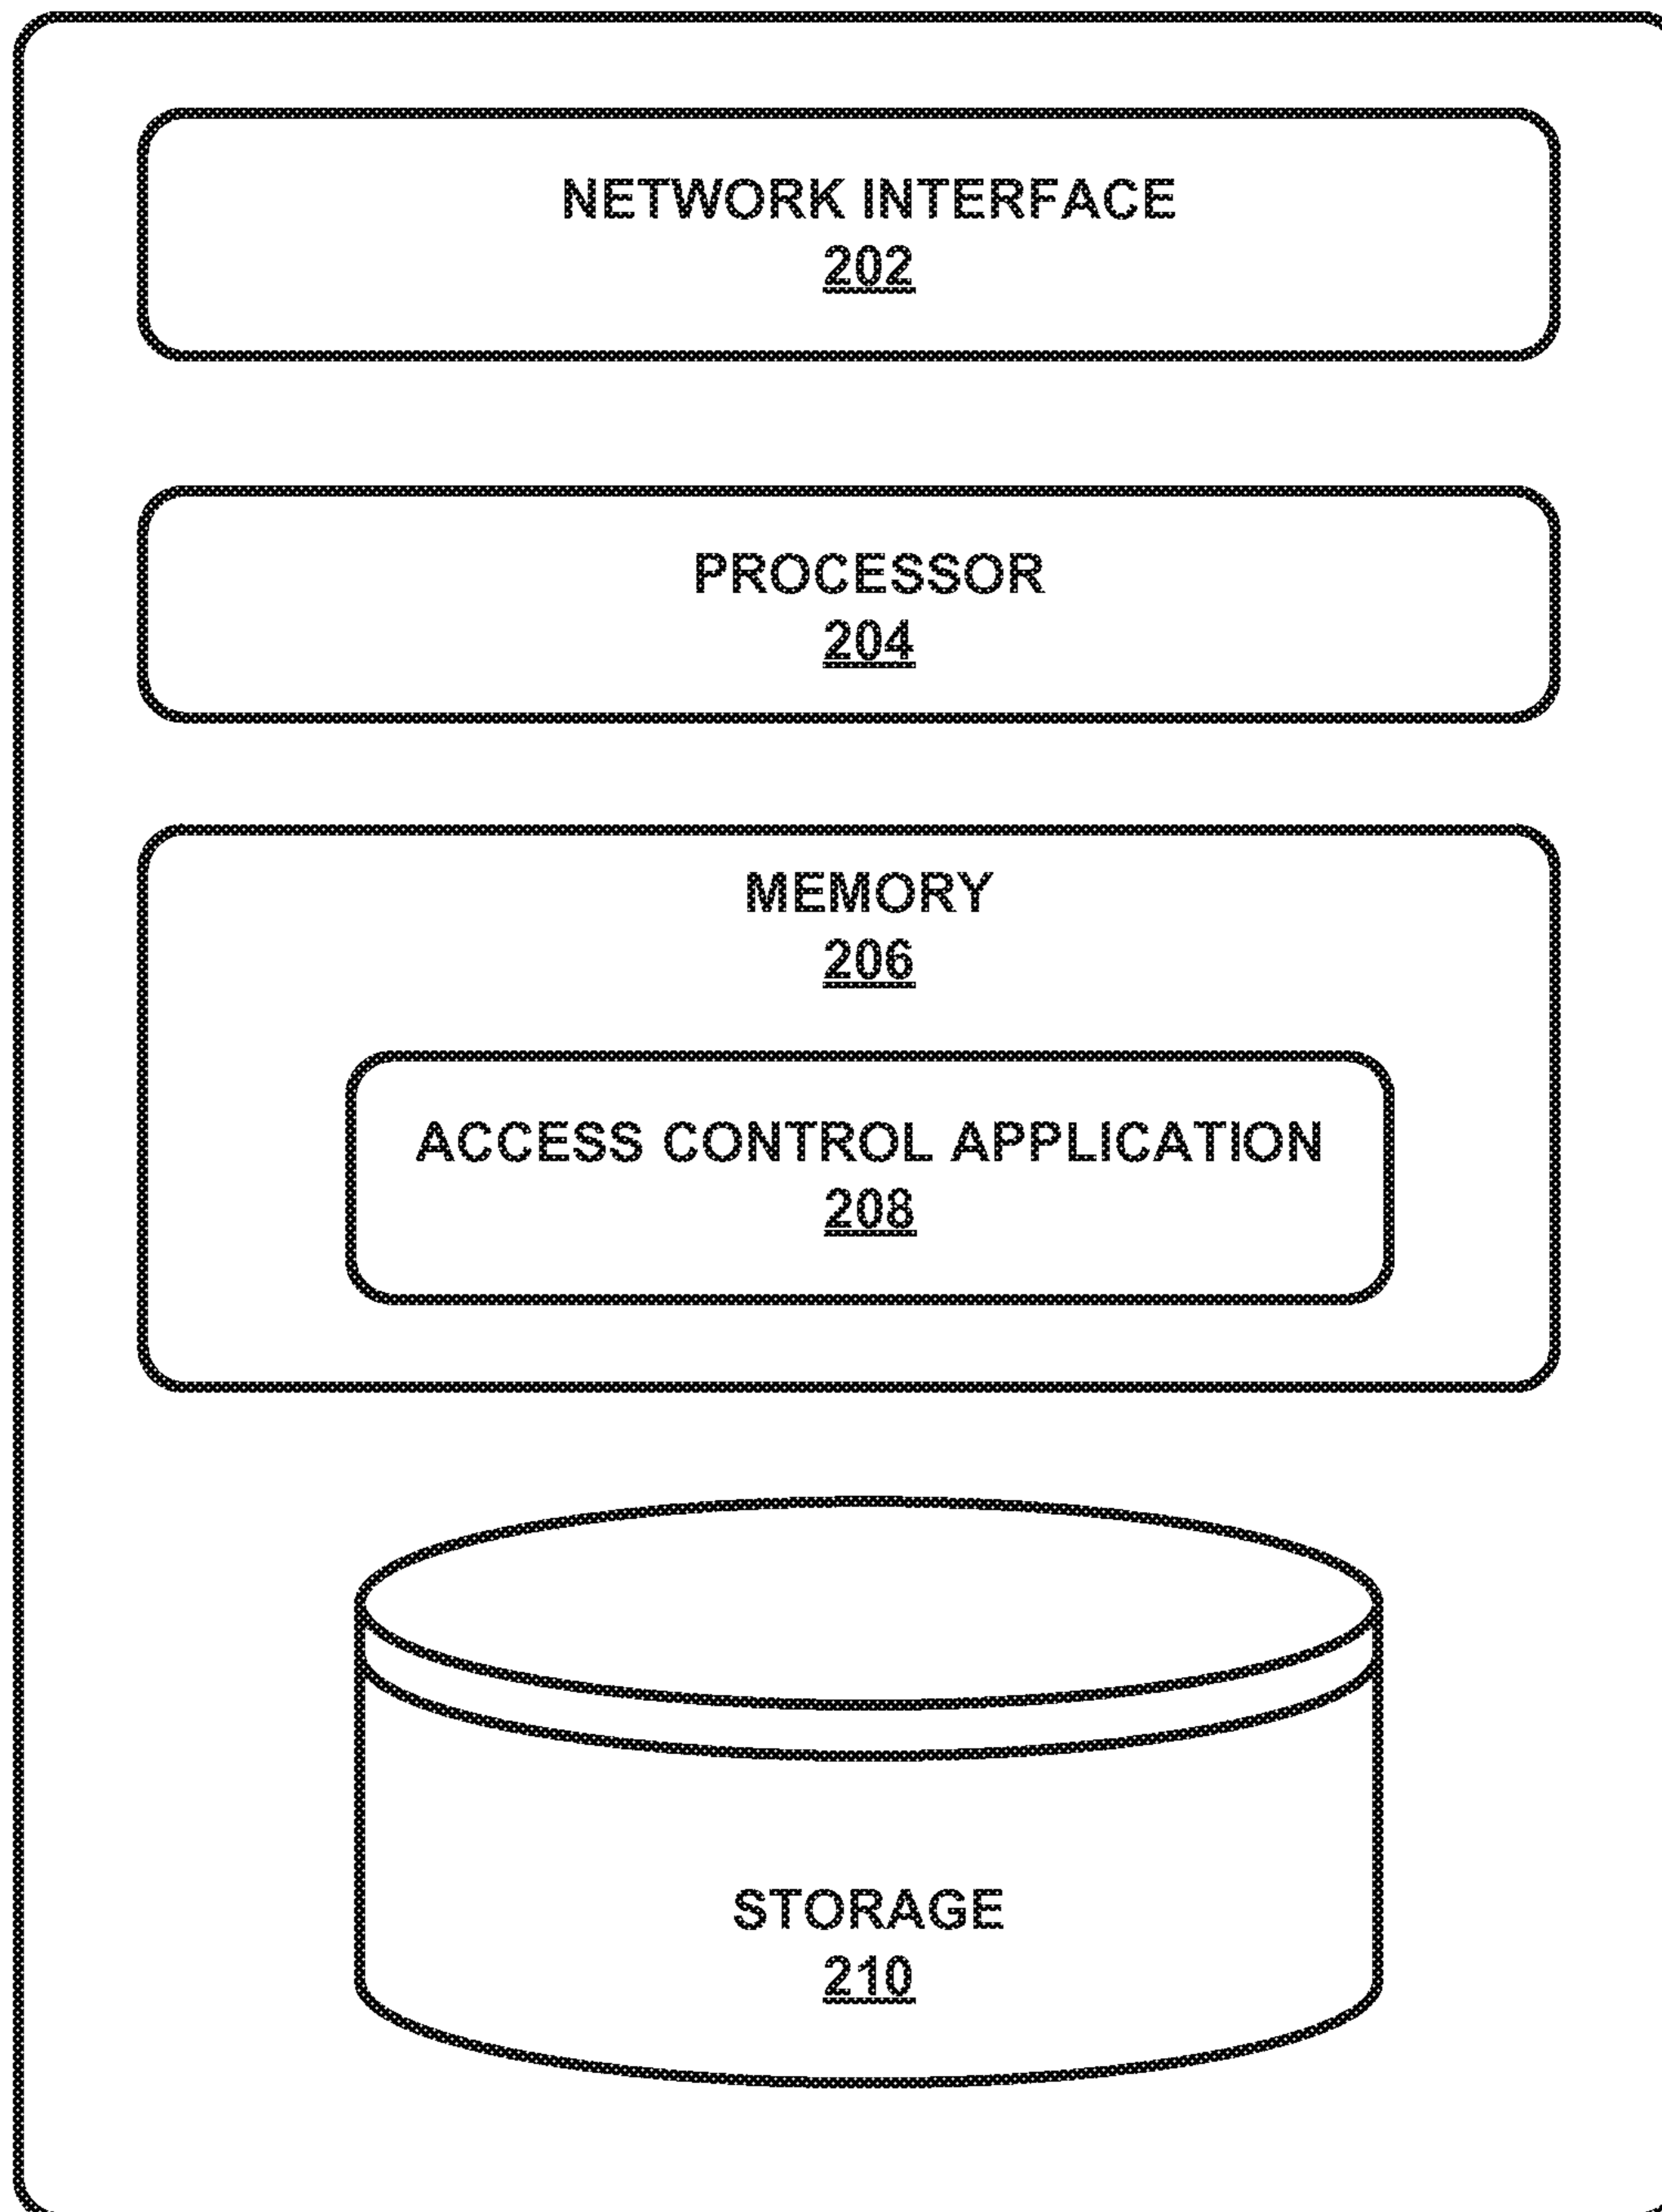 NETWORK INTERFACE
202
PROCESSOR
204
MEMORY
206
ACCESS CONTROL APPLICATION
208
STORAGE
210